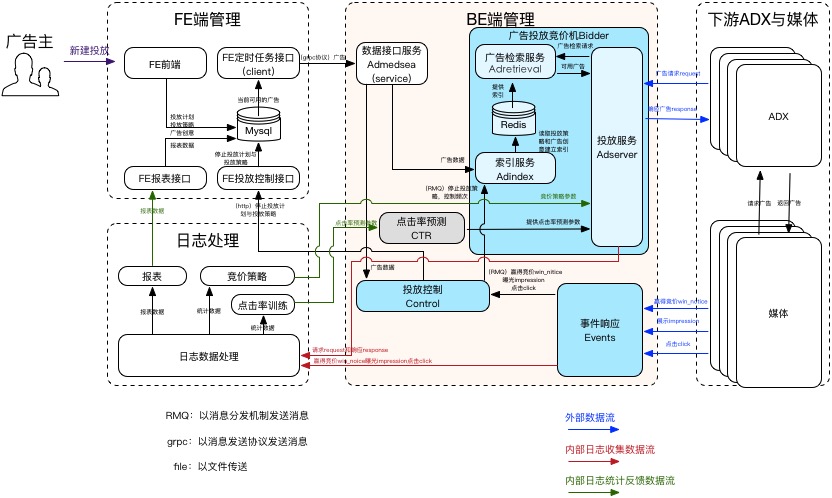 FE端管理
BE端管理
下游ADX与媒体
广告主
新建投放
FE前端
FE定时任务接口
(client)
(grpc协议) 广告
数据接口服务
Admedsea
(service)
广告投放竞价机Bidder
广告检索服务
Adretrieval
广告检索请求
可用广告
提供
索引
Redis
读取投放策
略和广告创
意建立索引
索引服务
Adindex
投放服务
Adserver
广告请求request
响应广告response
ADX
当前可用的广告
投放计划
投放策略
广告创意
报表数据
Mysql
停止投放计划与
投放策略
FE报表接口
FE投放控制接口
广告数据
(RMQ) 停止投放策
略，控制频次
(http) 停止投放计
划与投放策略
报表数据
竞价策略参数
点击率预测参数
点击率预测
CTR
提供点击率预测参数
请求广告
返回广告
日志处理
报表
竞价策略
点击率训练
报表数据
统计数据
统计数据
日志数据处理
广告数据
投放控制
Control
(RMQ) 赢得竞价win_nitice
曝光impression
点击click
事件响应
Events
赢得竞价win_notice
展示impression
点击click
媒体
请求request和响应response
赢得竞价win_noice曝光impression点击click
RMQ：以消息分发机制发送消息
grpc：以消息发送协议发送消息
file：以文件传送
外部数据流
内部日志收集数据流
内部日志统计反馈数据流